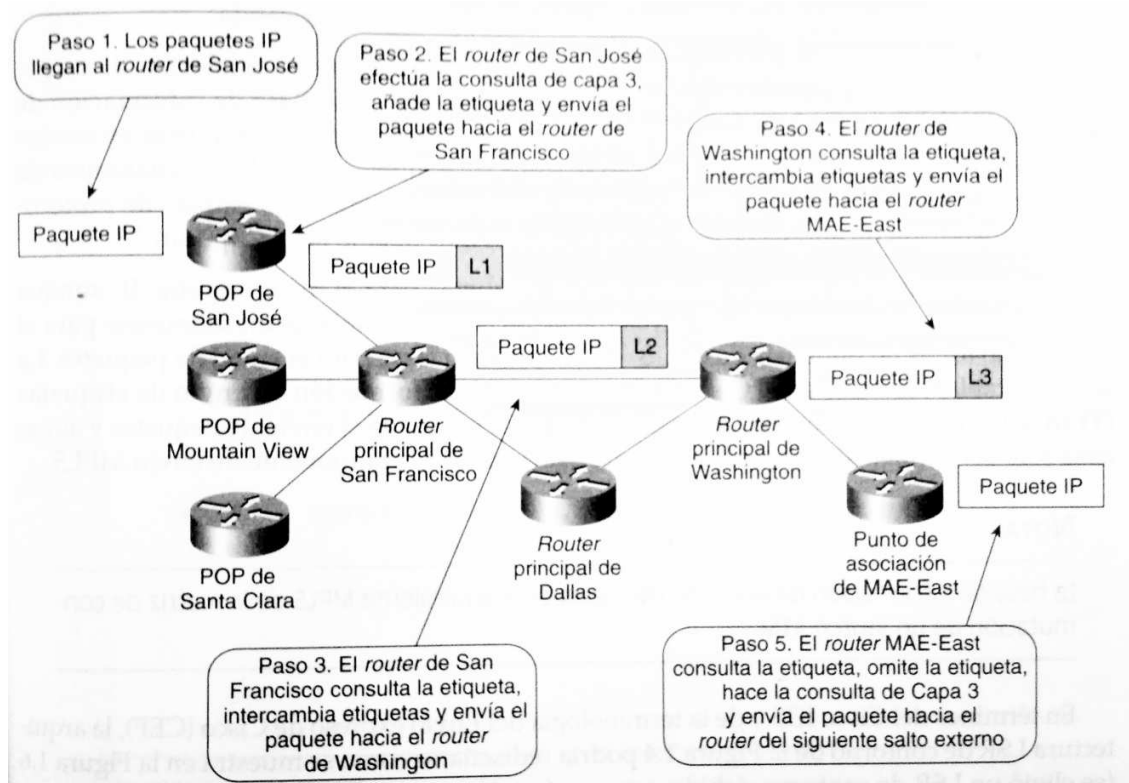 Paso 1. Los paquetes IP
llegan al router de San José
Paso 2. El router de San José
efectúa la consulta de capa 3,
añade la etiqueta y envía el
paquete hacia el router de
San Francisco
Paso 4. El router de
Washington consulta la etiqueta,
intercambia etiquetas y envía el
paquete hacia el router
MAE-East
Paquete IP
POP de
San José
Paquete IP L1
Paquete IP L2
Paquete IP L3
POP de
Mountain View
Router
principal de
San Francisco
Router
principal de
Washington
Paquete IP
POP de
Santa Clara
Router
principal de
Dallas
Punto de
asociación
de MAE-East
Paso 3. El router de San
Francisco consulta la etiqueta,
intercambia etiquetas y envía el
paquete hacia el router
de Washington
Paso 5. El router MAE-East
consulta la etiqueta, omite la etiqueta,
hace la consulta de Capa 3
y envía el paquete hacia el
router del siguiente salto externo